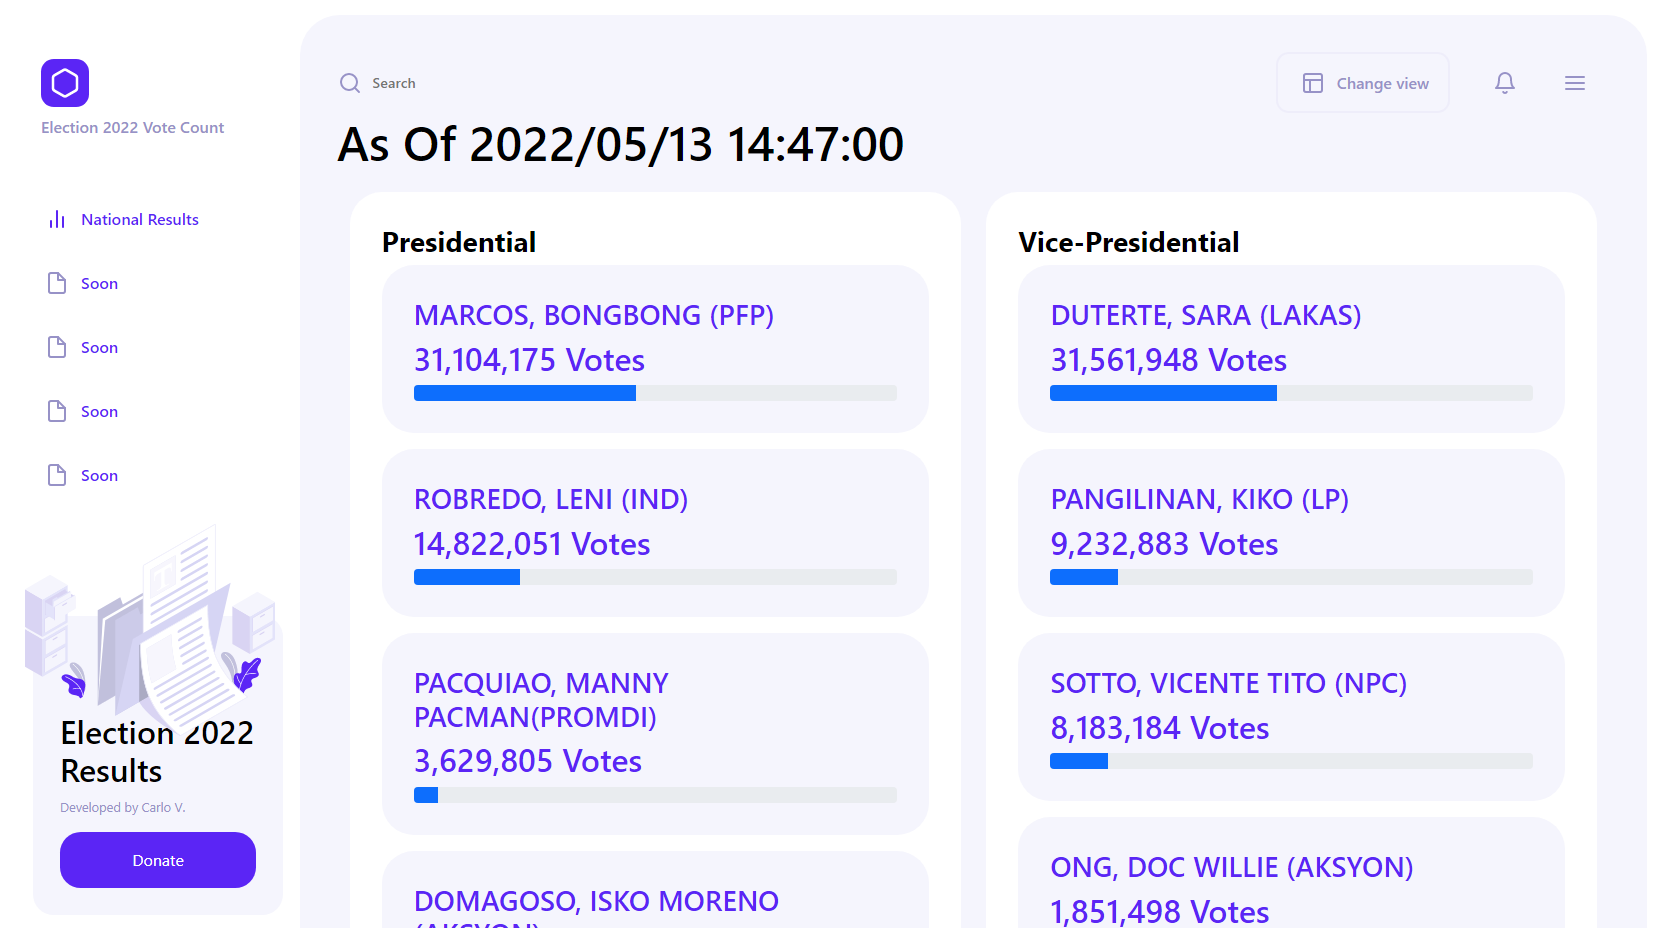 Election 2022 Vote Count
National Results
Soon
Soon
Soon
Soon
Election 2022
Results
Developed by Carlo V.
Donate
Search
Change view
As Of 2022/05/13 14:47:00
Presidential
MARCOS, BONGBONG (PFP)
31,104,175 Votes
ROBREDO, LENI (IND)
14,822,051 Votes
PACQUIAO, MANNY
PACMAN(PROMDI)
3,629,805 Votes
DOMAGOSO, ISKO MORENO
(AKSYON)
Vice-Presidential
DUTERTE, SARA (LAKAS)
31,561,948 Votes
PANGILINAN, KIKO (LP)
9,232,883 Votes
SOTTO, VICENTE TITO (NPC)
8,183,184 Votes
ONG, DOC WILLIE (AKSYON)
1,851,498 Votes